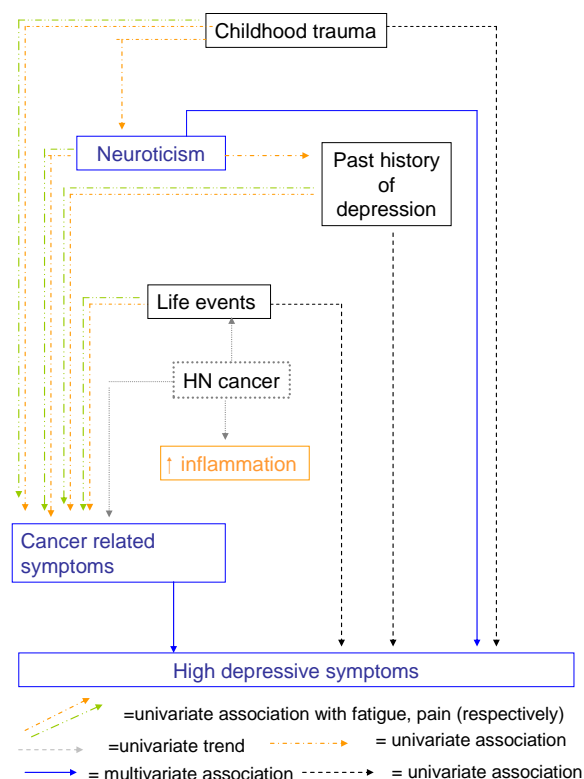 Childhood trauma
Neuroticism
Past history
of
depression
Life events
HN cancer
↑ inflammation
Cancer related
symptoms
High depressive symptoms
=univariate association with fatigue, pain (respectively)
=univariate trend
= univariate association
= multivariate association
= univariate association